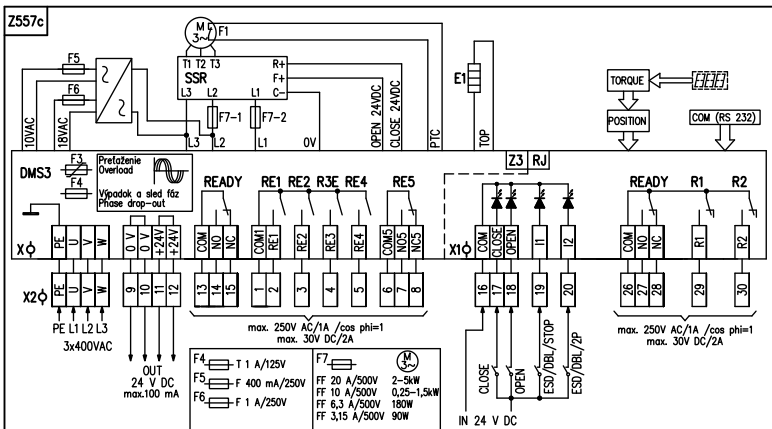 Z557c
M
3~
F1
F5
F6
T1 T2 T3
SSR
R+
F+
C-
L3 L2 L1
F7-1
F7-2
L3
L2
L1
0V
10VAC
18VAC
OPEN 24VDC
CLOSE 24VDC
PTC
E1
TOP
TORQUE
POSITION
COM (RS 232)
DMS3
F3
F4
Preťaženie
Overload
Výpadok a sled fáz
Phase drop-out
Z3 RJ
READY
RE1 RE2 R3E RE4
RE5
READY
R1
R2
X
PE U V W
0 V 0 V +24V +24V
COM NO NC
COM1 RE1 RE2 RE3 RE4
COM5 NO5 NC5
X1
COM CLOSE OPEN I1 I2
COM NO NC R1 R2
X2
PE U V W
9 10 11 12
13 14 15
1 2 3 4 5
6 7 8
16 17 18 19 20
26 27 28 29 30
PE L1 L2 L3
3x400VAC
OUT
24 V DC
max.100 mA
max. 250V AC/1A /cos phi=1
max. 30V DC/2A
CLOSE
OPEN
ESD/DBL/STOP
ESD/DBL/2P
IN 24 V DC
max. 250V AC/1A /cos phi=1
max. 30V DC/2A
F4 T 1 A/125V
F5 F 400 mA/250V
F6 F 1 A/250V
F7 M 3~
FF 20 A/500V 2-5kW
FF 10 A/500V 0,25-1,5kW
FF 6,3 A/500V 180W
FF 3,15 A/500V 90W